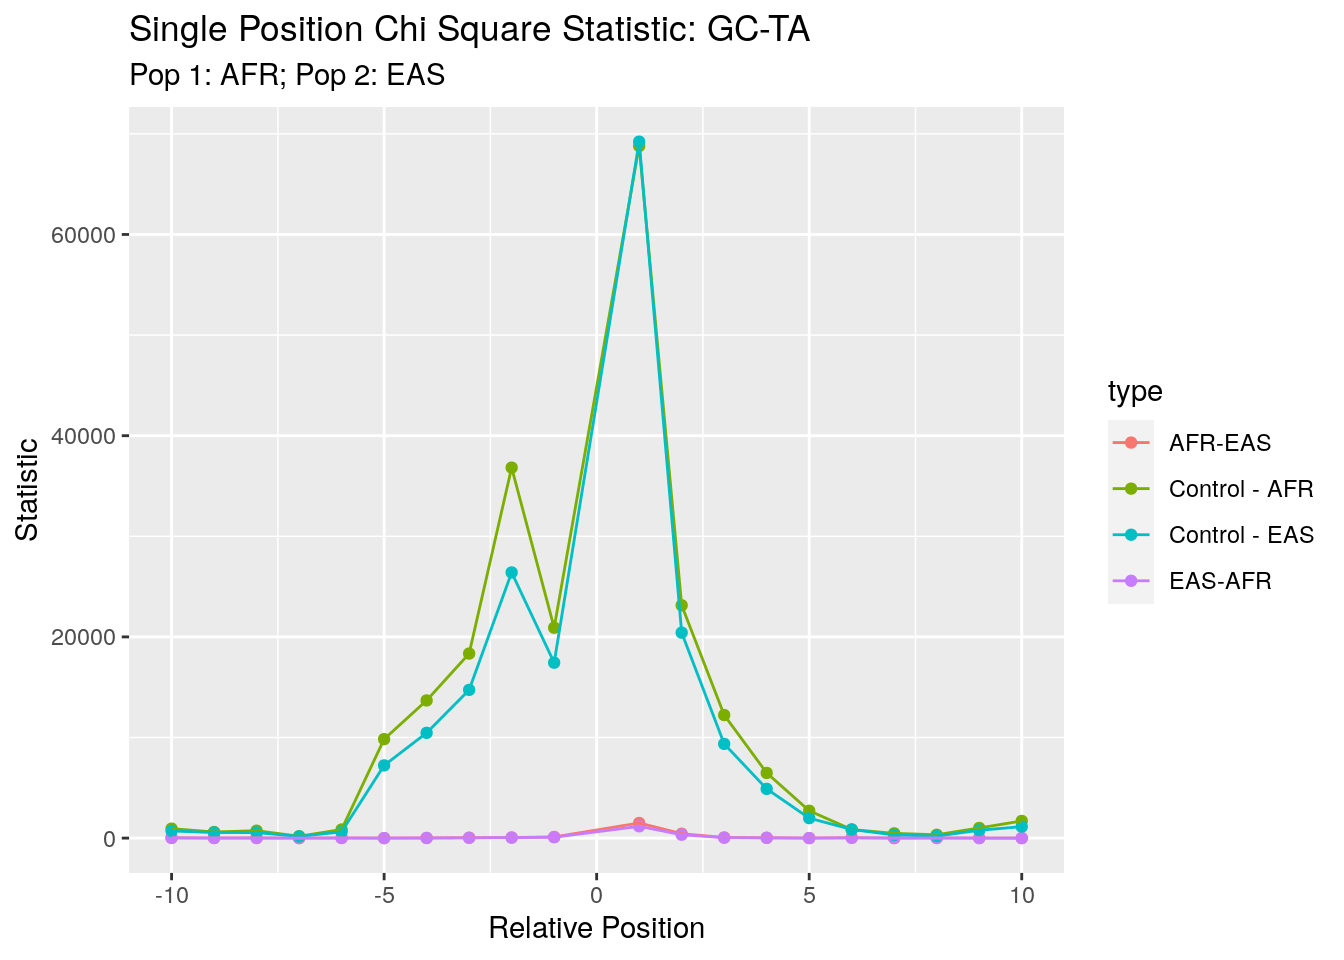 Single Position Chi Square Statistic: GC-TA
Pop 1: AFR; Pop 2: EAS
60000
40000
20000
0
Statistic
-10
-5
0
5
10
Relative Position
type
AFR-EAS
Control - AFR
Control - EAS
EAS-AFR